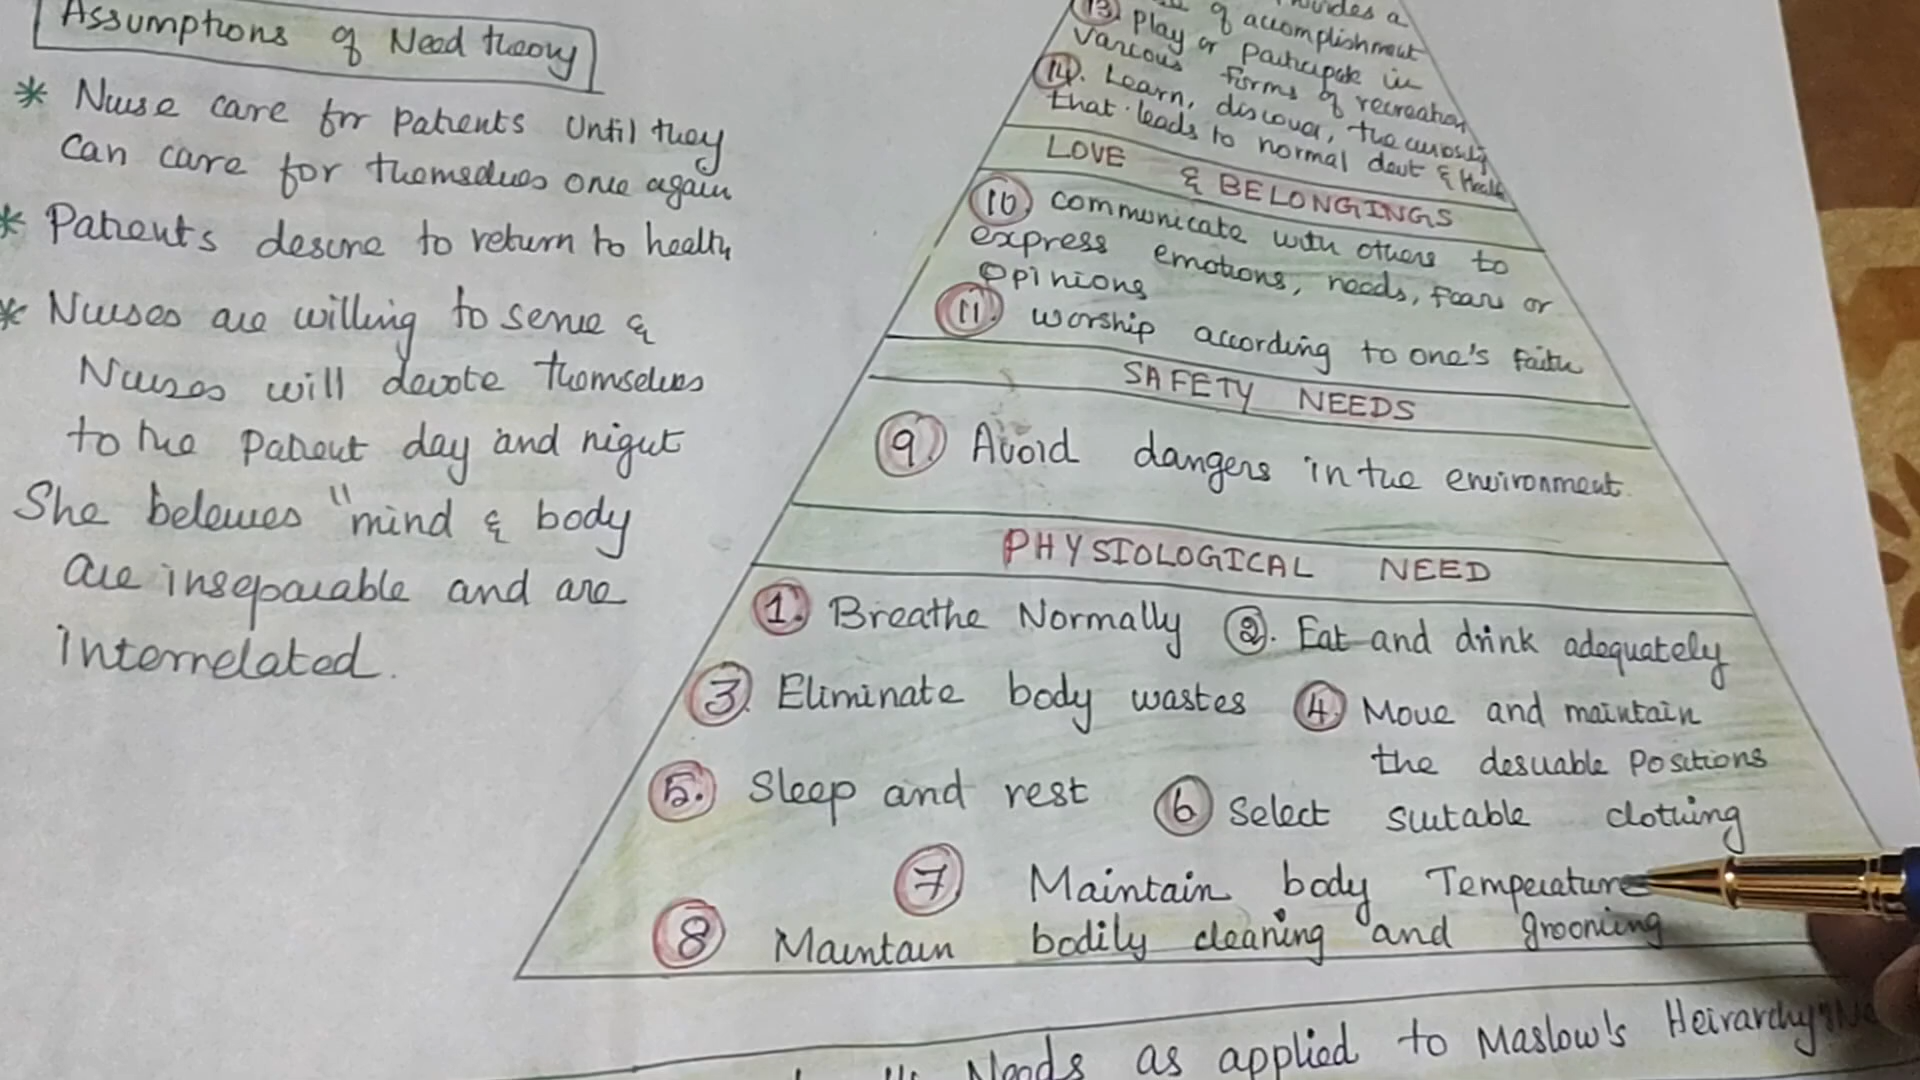 Assumptions of Need theory
* Nurse care for patients until they
can care for themselves once again
* Patients desire to return to health
* Nurses are willing to serve &
Nurses will devote themselves
to the patient day and night
She believes "mind & body
are inseparable and are
interrelated.
of accomplishment
13. Play or participate in
various forms of recreation
14. Learn, discover, the curiosity
that leads to normal devt & Health
LOVE & BELONGINGS
10. communicate with others to
express emotions, needs, fears or
opinions
11. worship according to one's faith
SAFETY NEEDS
9. Avoid dangers in the environment.
PHYSIOLOGICAL NEED
1. Breathe Normally 2. Eat and drink adequately
3. Eliminate body wastes 4. Move and maintain
the desirable positions
5. Sleep and rest 6 Select suitable clothing
7. Maintain body Temperature
8 Maintain bodily cleaning and grooming
Needs as applied to Maslow's Heirarchy